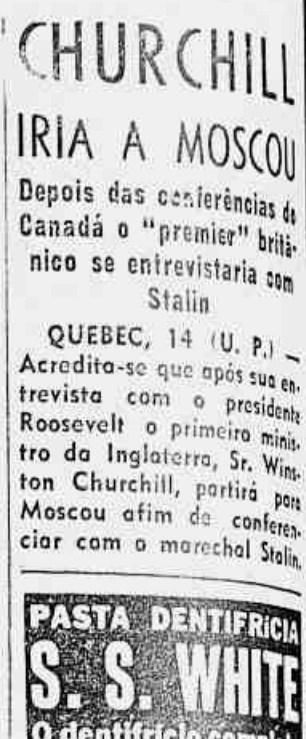 CHURCHILL
IRIA A MOSCOU
Depois das conferências do
Canadá o "premier" britâ-
nico se entrevistaria com
Stalin
QUEBEC, 14 (U. P.) —
Acredita-se que após sua en-
trevista com o presidente
Roosevelt o primeiro minis-
tro da Inglaterra, Sr. Wins-
ton Churchill, partirá para
Moscou afim de conferen-
ciar com o marechal Stalin.
PASTA DENTIFRICIA
S. S. WHITE
O dentifricio